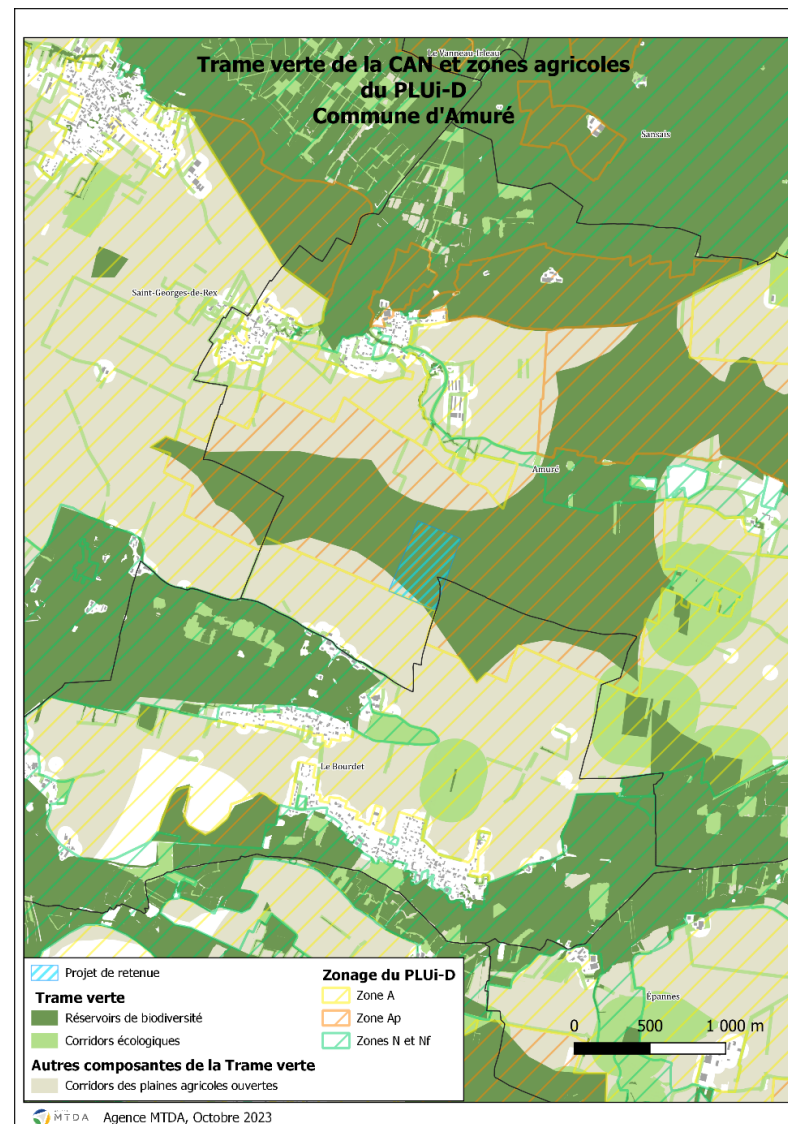 Le Vanneau-Irleau
Trame verte de la CAN et zones agricoles
du PLUi-D
Commune d'Amuré
Sansais
Saint-Georges-de-Rex
Amuré
Le Bourdet
Épannes
Projet de retenue
Trame verte
Réservoirs de biodiversité
Corridors écologiques
Autres composantes de la Trame verte
Corridors des plaines agricoles ouvertes
Zonage du PLUi-D
Zone A
Zone Ap
Zones N et Nf
0 500 1 000 m
MTDA Agence MTDA, Octobre 2023